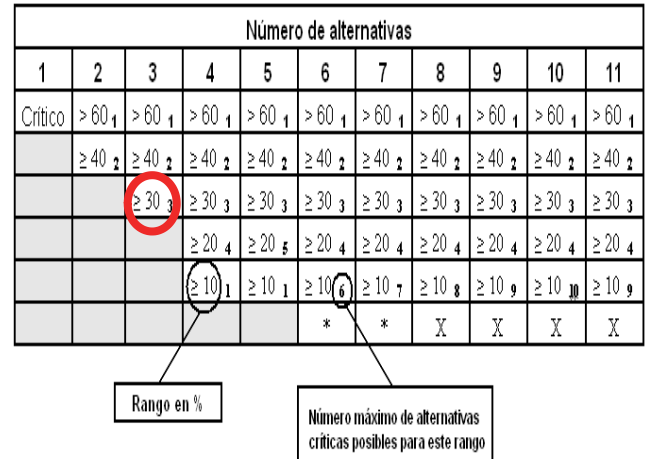 Número de alternativas
1 2 3 4 5 6 7 8 9 10 11
Crítico > 60 1 > 60 1 > 60 1 > 60 1 > 60 1 > 60 1 > 60 1 > 60 1 > 60 1 > 60 1
≥ 40 2 ≥ 40 2 ≥ 40 2 ≥ 40 2 ≥ 40 2 ≥ 40 2 ≥ 40 2 ≥ 40 2 ≥ 40 2 ≥ 40 2
≥ 30 3 ≥ 30 3 ≥ 30 3 ≥ 30 3 ≥ 30 3 ≥ 30 3 ≥ 30 3 ≥ 30 3 ≥ 30 3
≥ 20 4 ≥ 20 5 ≥ 20 4 ≥ 20 4 ≥ 20 4 ≥ 20 4 ≥ 20 4 ≥ 20 4
≥ 10 1 ≥ 10 1 ≥ 10 6 ≥ 10 7 ≥ 10 8 ≥ 10 9 ≥ 10 10 ≥ 10 9
* * X X X X
Rango en %
Número máximo de alternativas
críticas posibles para este rango